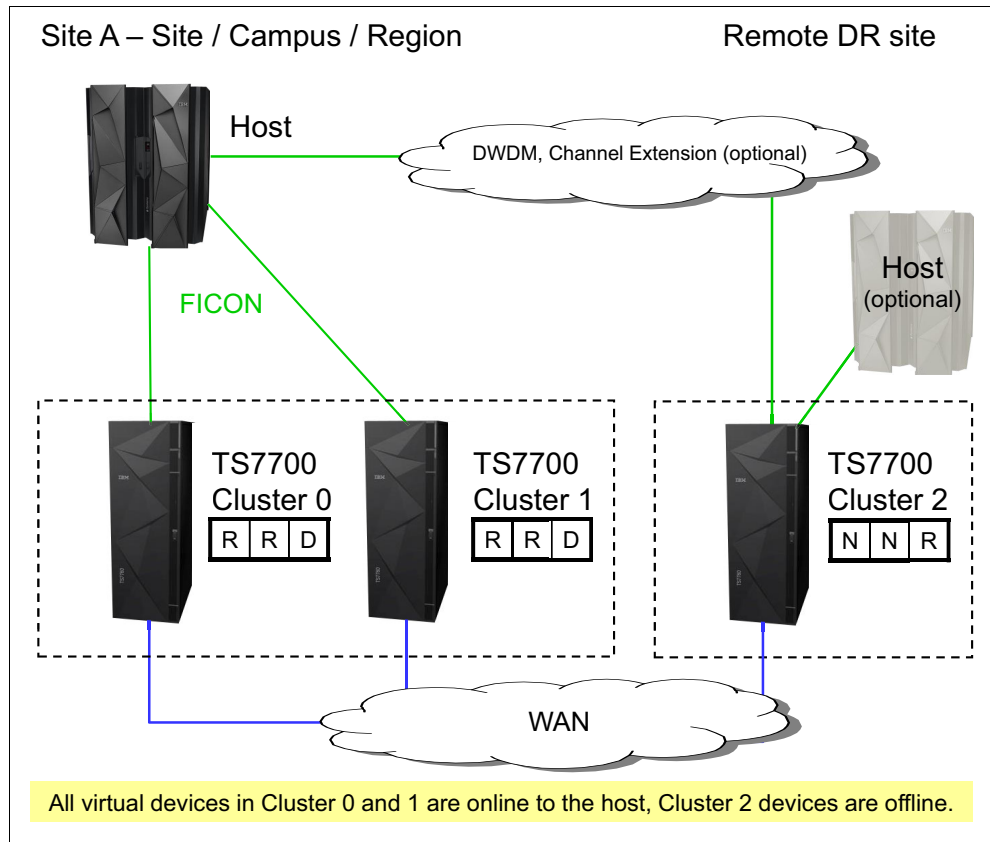 Site A – Site / Campus / Region
Remote DR site
Host
DWDM, Channel Extension (optional)
Host
(optional)
FICON
TS7700
Cluster 0
R R D
TS7700
Cluster 1
R R D
TS7700
Cluster 2
N N R
WAN
All virtual devices in Cluster 0 and 1 are online to the host, Cluster 2 devices are offline.